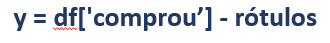 y = df['comprou’] - rótulos